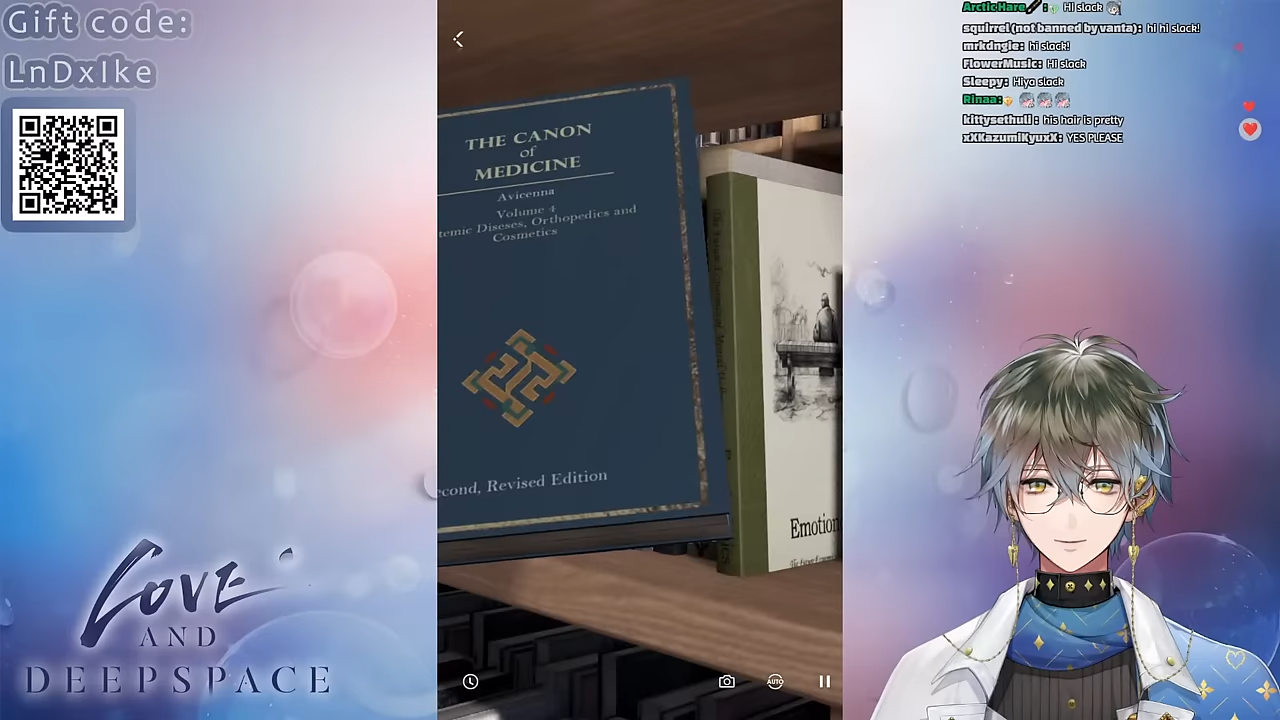 Gift code:
LnDxIke
LOVE
AND
DEEPSPACE
THE CANON
of
MEDICINE
Avicenna
Volume 4
temic Diseses, Orthopedics and
Cosmetics
econd, Revised Edition
Emotion
AUTO
ArcticHare: Hi slack
squirrel (not banned by vanta): hi hi slack!
mrkdngle: hi slack!
FlowerMusic: Hi slack
Sleepy: Hiya slack
Rinaa:
kittysethuli: his hair is pretty
xXKazumiKyuxX: YES PLEASE